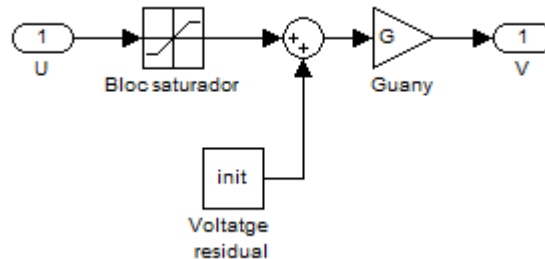 1
U
Bloc saturador
G
Guany
1
V
init
Voltatge
residual